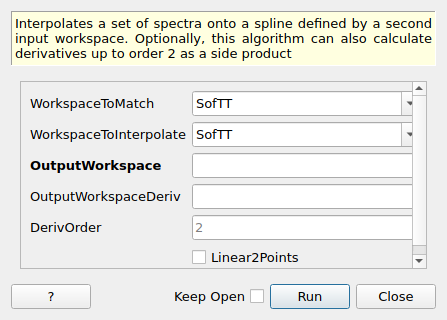 Interpolates a set of spectra onto a spline defined by a second
input workspace. Optionally, this algorithm can also calculate
derivatives up to order 2 as a side product
WorkspaceToMatch SofTT
WorkspaceToInterpolate SofTT
OutputWorkspace
OutputWorkspaceDeriv
DerivOrder 2
Linear2Points
? Keep Open Run Close